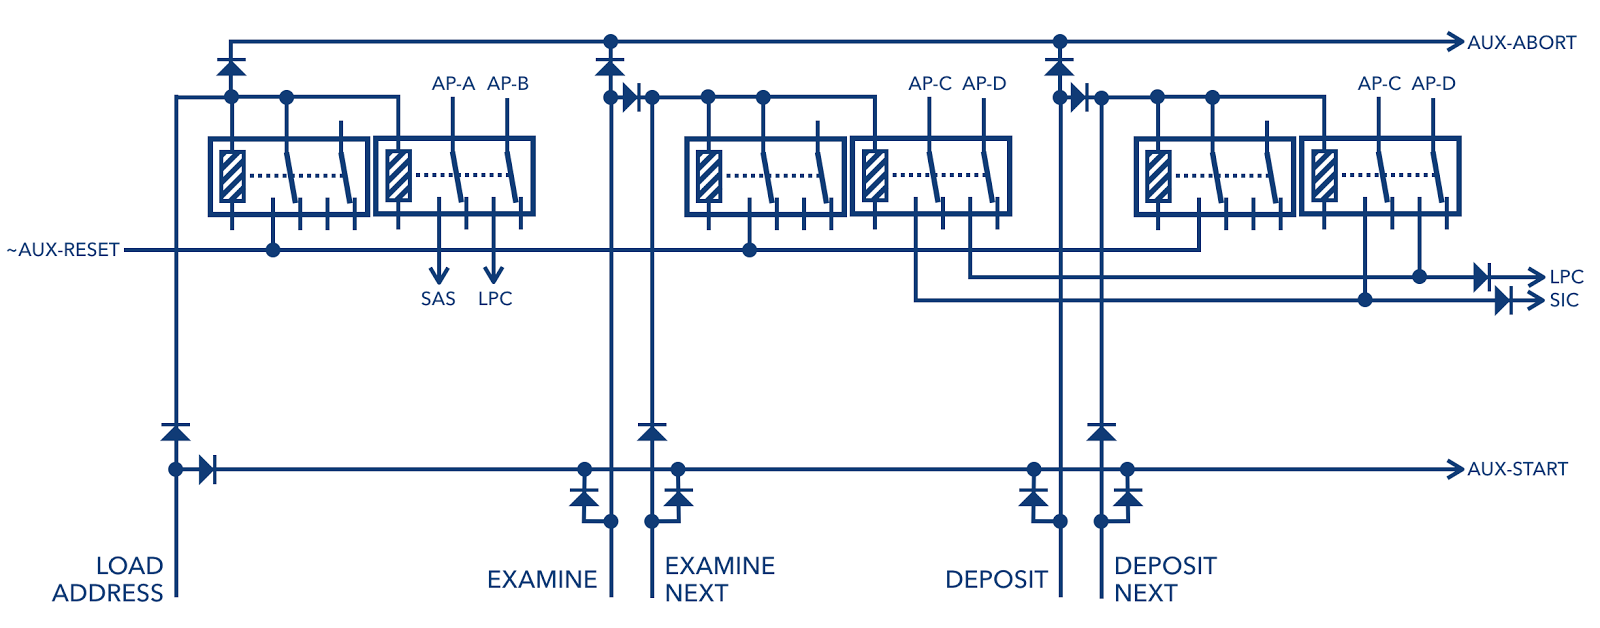 AUX-ABORT
AP-A AP-B
AP-C AP-D
AP-C AP-D
~AUX-RESET
SAS LPC
LPC
SIC
AUX-START
LOAD
ADDRESS
EXAMINE
EXAMINE
NEXT
DEPOSIT
DEPOSIT
NEXT